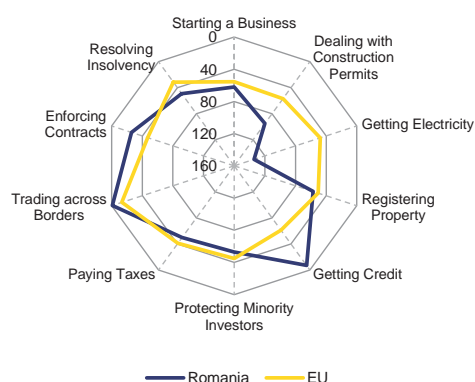 Starting a Business
Dealing with
Construction
Permits
Getting Electricity
Registering
Property
Getting Credit
Protecting Minority
Investors
Paying Taxes
Trading across
Borders
Enforcing
Contracts
Resolving
Insolvency
0
40
80
120
160
Romania
EU